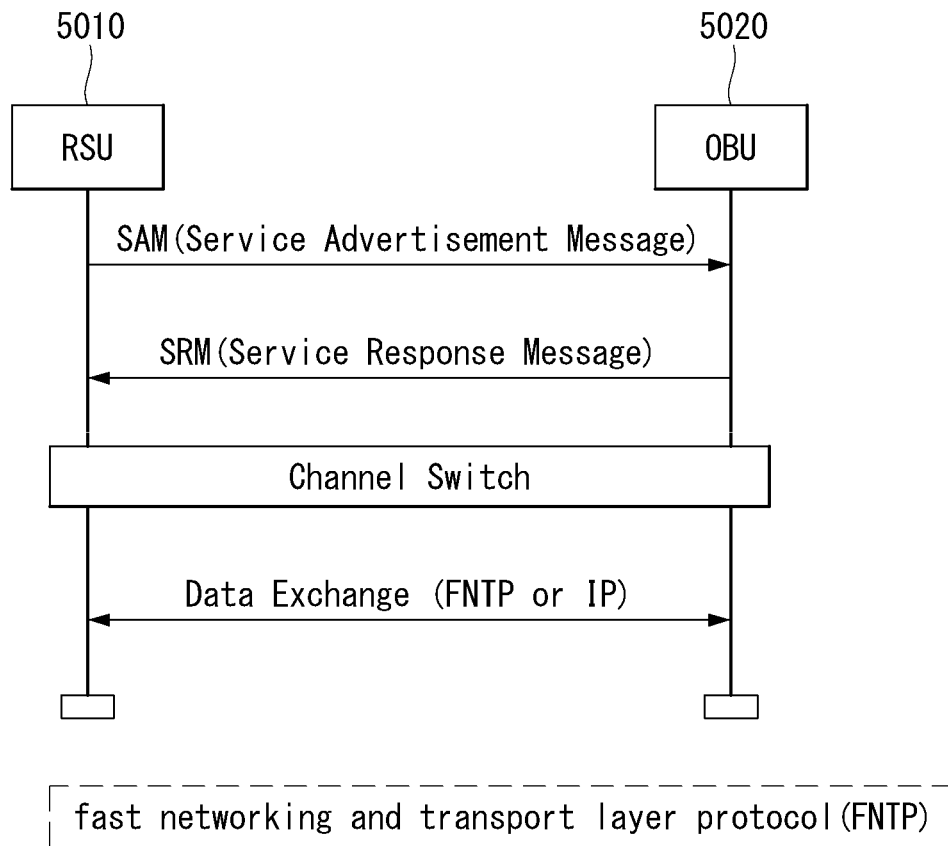 5010 5020
RSU OBU
SAM(Service Advertisement Message)
SRM(Service Response Message)
Channel Switch
Data Exchange (FNTP or IP)
fast networking and transport layer protocol(FNTP)